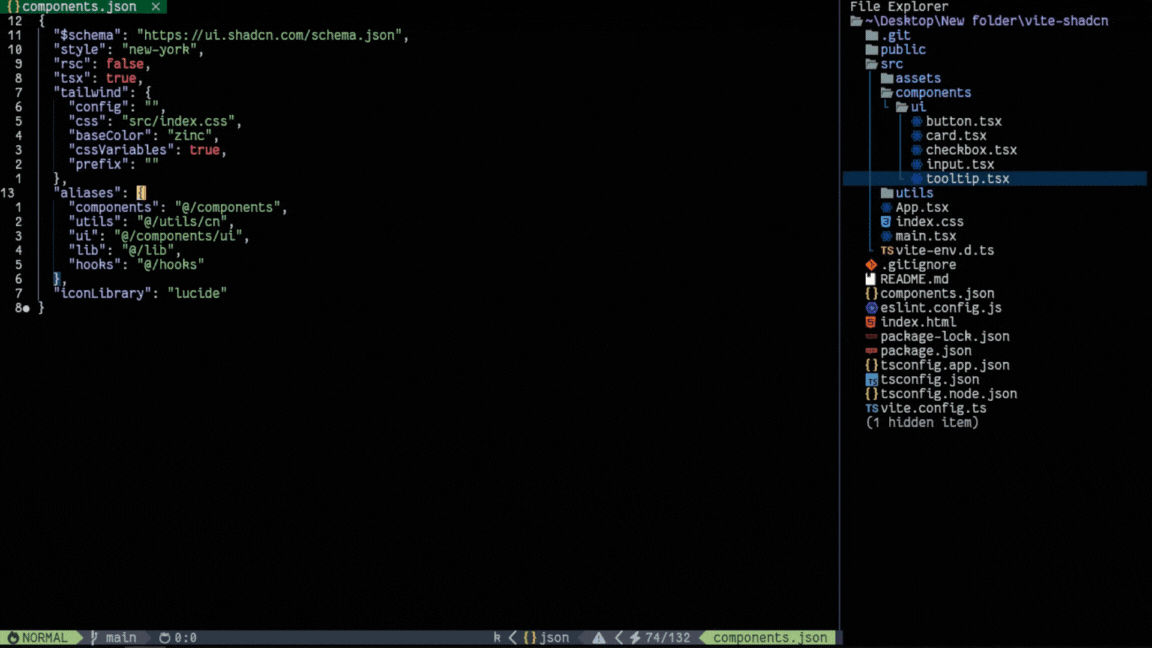 {}components.json ×
12 {
11 "$schema": "https://ui.shadcn.com/schema.json",
10 "style": "new-york",
9 "rsc": false,
8 "tsx": true,
7 "tailwind": {
6 "config": "",
5 "css": "src/index.css",
4 "baseColor": "zinc",
3 "cssVariables": true,
2 "prefix": ""
1 },
13 "aliases": {
1 "components": "@/components",
2 "utils": "@/utils/cn",
3 "ui": "@/components/ui",
4 "lib": "@/lib",
5 "hooks": "@/hooks"
6 },
7 "iconLibrary": "lucide"
8● }
File Explorer
~\Desktop\New folder\vite-shadcn
.git
public
src
assets
components
ui
button.tsx
card.tsx
checkbox.tsx
input.tsx
tooltip.tsx
utils
App.tsx
index.css
main.tsx
TS vite-env.d.ts
.gitignore
README.md
{}components.json
eslint.config.js
index.html
package-lock.json
package.json
{}tsconfig.app.json
TS tsconfig.json
{}tsconfig.node.json
TS vite.config.ts
(1 hidden item)
NORMAL main 0:0 k {}json 74/132 components.json